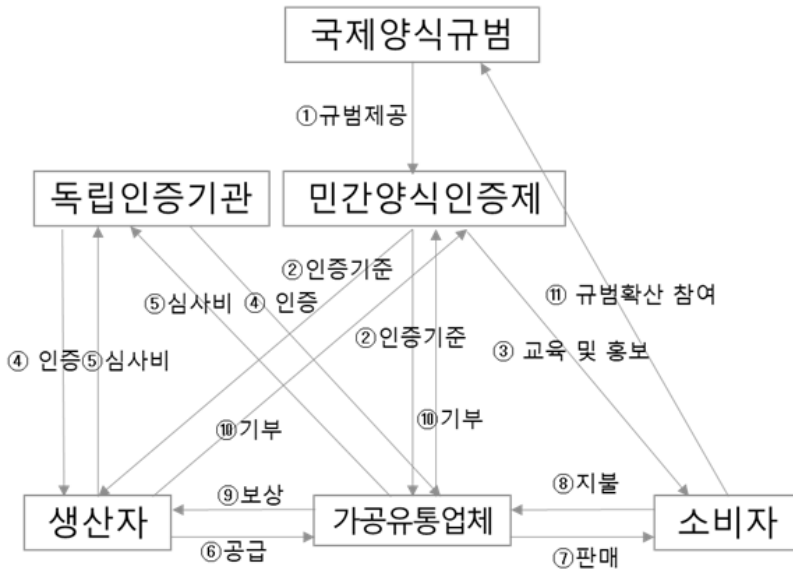 국제양식규범
①규범제공
독립인증기관
민간양식인증제
②인증기준
⑤심사비
④ 인증
⑪ 규범확산 참여
②인증기준
③ 교육 및 홍보
④ 인증
⑤심사비
⑩기부
⑩기부
⑨보상
⑧지불
생산자
가공유통업체
소비자
⑥공급
⑦판매